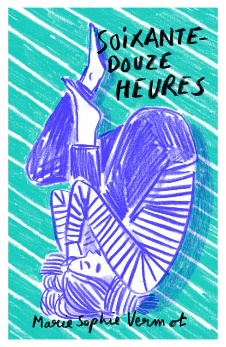 SOIXANTE-
DOUZE
HEURES
Marie Sophie Vermot